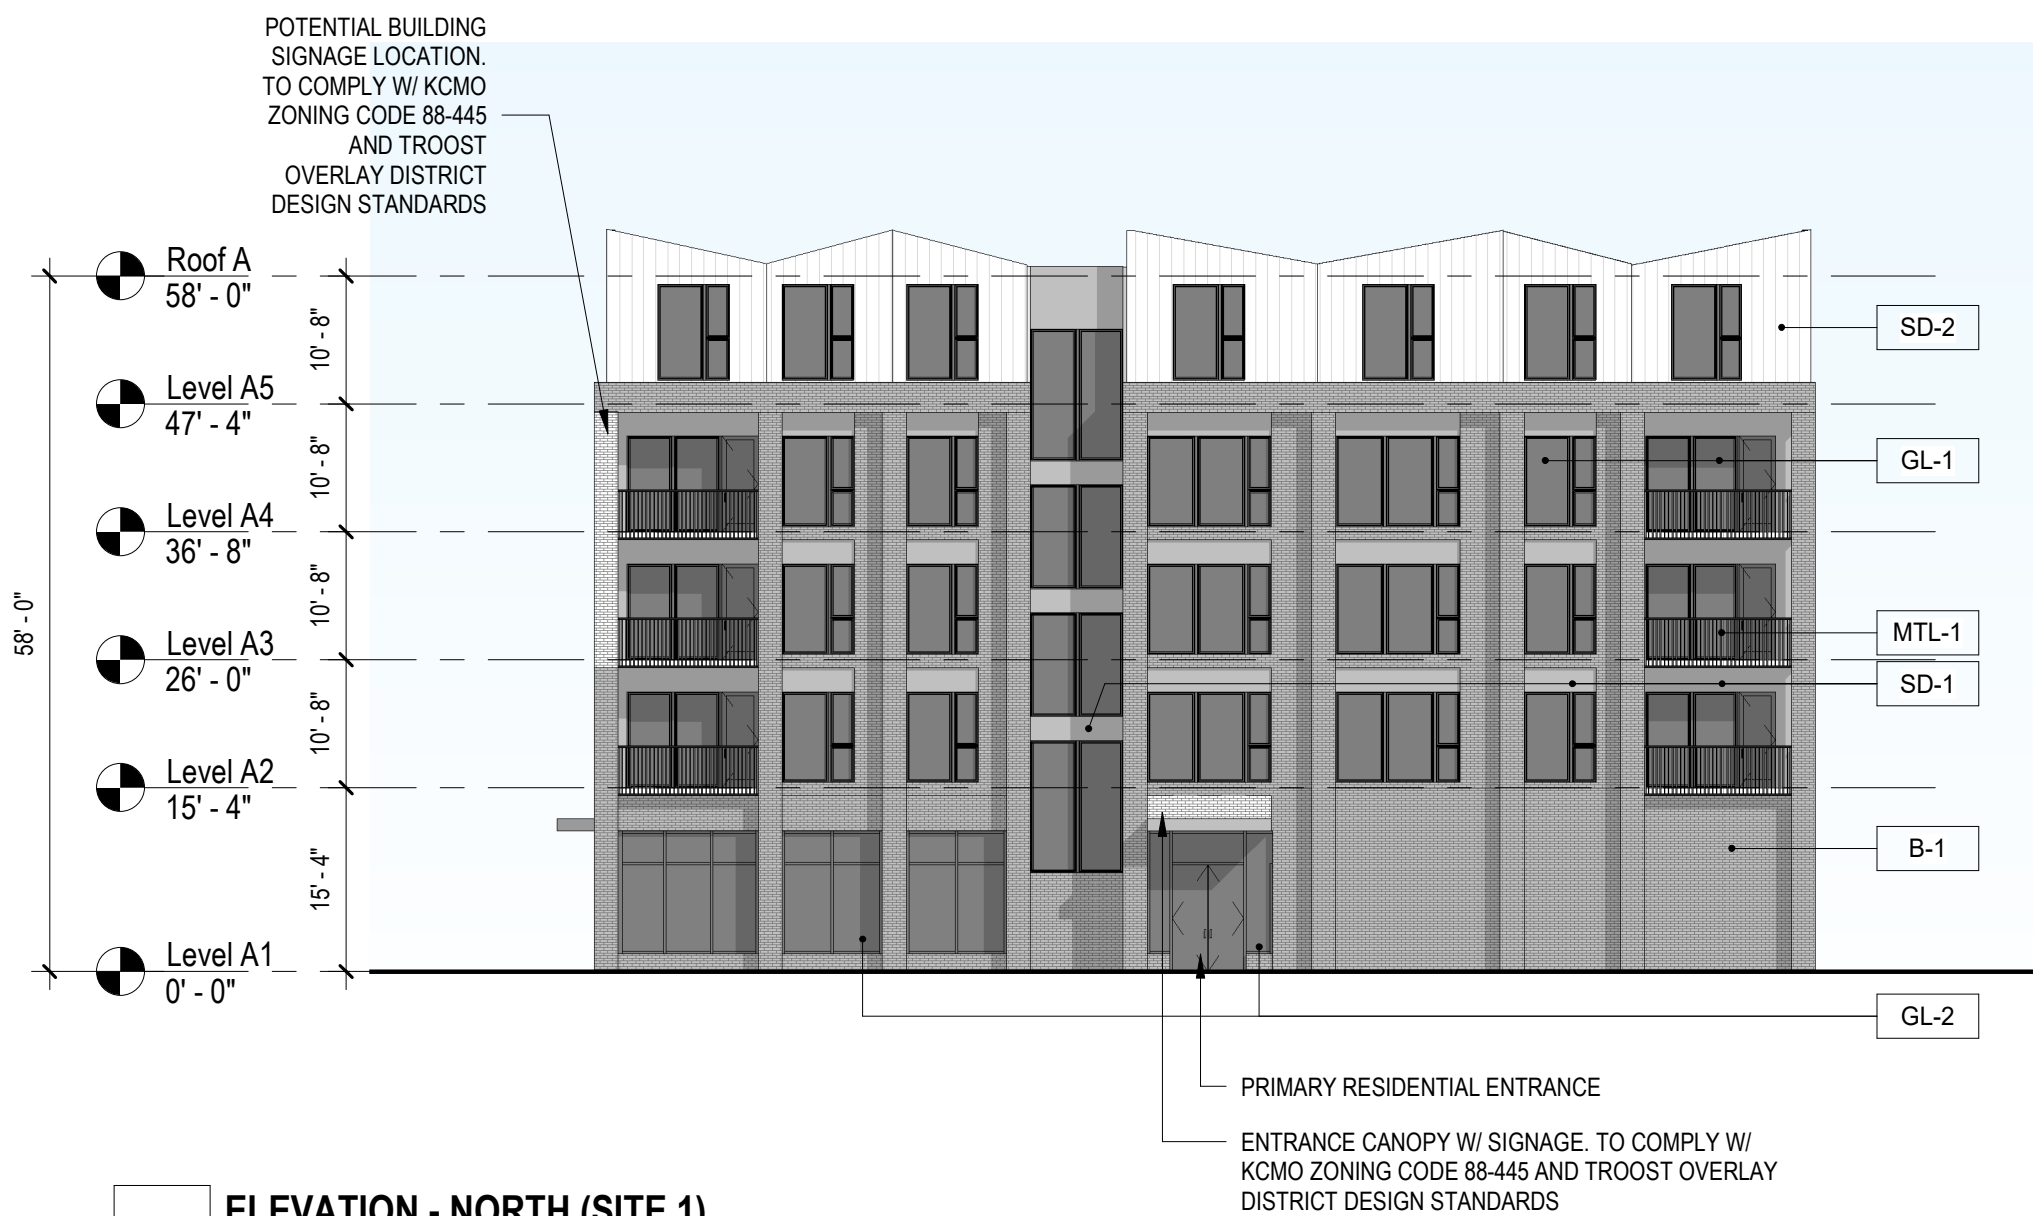 POTENTIAL BUILDING
SIGNAGE LOCATION.
TO COMPLY W/ KCMO
ZONING CODE 88-445
AND TROOST
OVERLAY DISTRICT
DESIGN STANDARDS
Roof A
58' - 0"
10' - 8"
SD-2
Level A5
47' - 4"
10' - 8"
GL-1
Level A4
36' - 8"
10' - 8"
58' - 0"
MTL-1
Level A3
26' - 0"
SD-1
10' - 8"
Level A2
15' - 4"
B-1
15' - 4"
Level A1
0' - 0"
GL-2
PRIMARY RESIDENTIAL ENTRANCE
ENTRANCE CANOPY W/ SIGNAGE. TO COMPLY W/
KCMO ZONING CODE 88-445 AND TROOST OVERLAY
DISTRICT DESIGN STANDARDS
ELEVATION - NORTH (SITE 1)